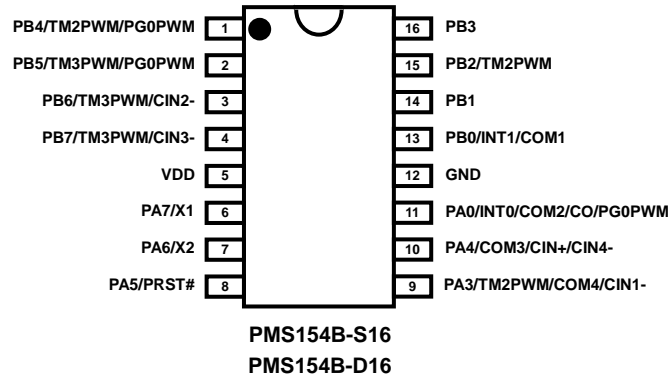 PB4/TM2PWM/PG0PWM 1 16 PB3
PB5/TM3PWM/PG0PWM 2 15 PB2/TM2PWM
PB6/TM3PWM/CIN2- 3 14 PB1
PB7/TM3PWM/CIN3- 4 13 PB0/INT1/COM1
VDD 5 12 GND
PA7/X1 6 11 PA0/INT0/COM2/CO/PG0PWM
PA6/X2 7 10 PA4/COM3/CIN+/CIN4-
PA5/PRST# 8 9 PA3/TM2PWM/COM4/CIN1-
PMS154B-S16
PMS154B-D16